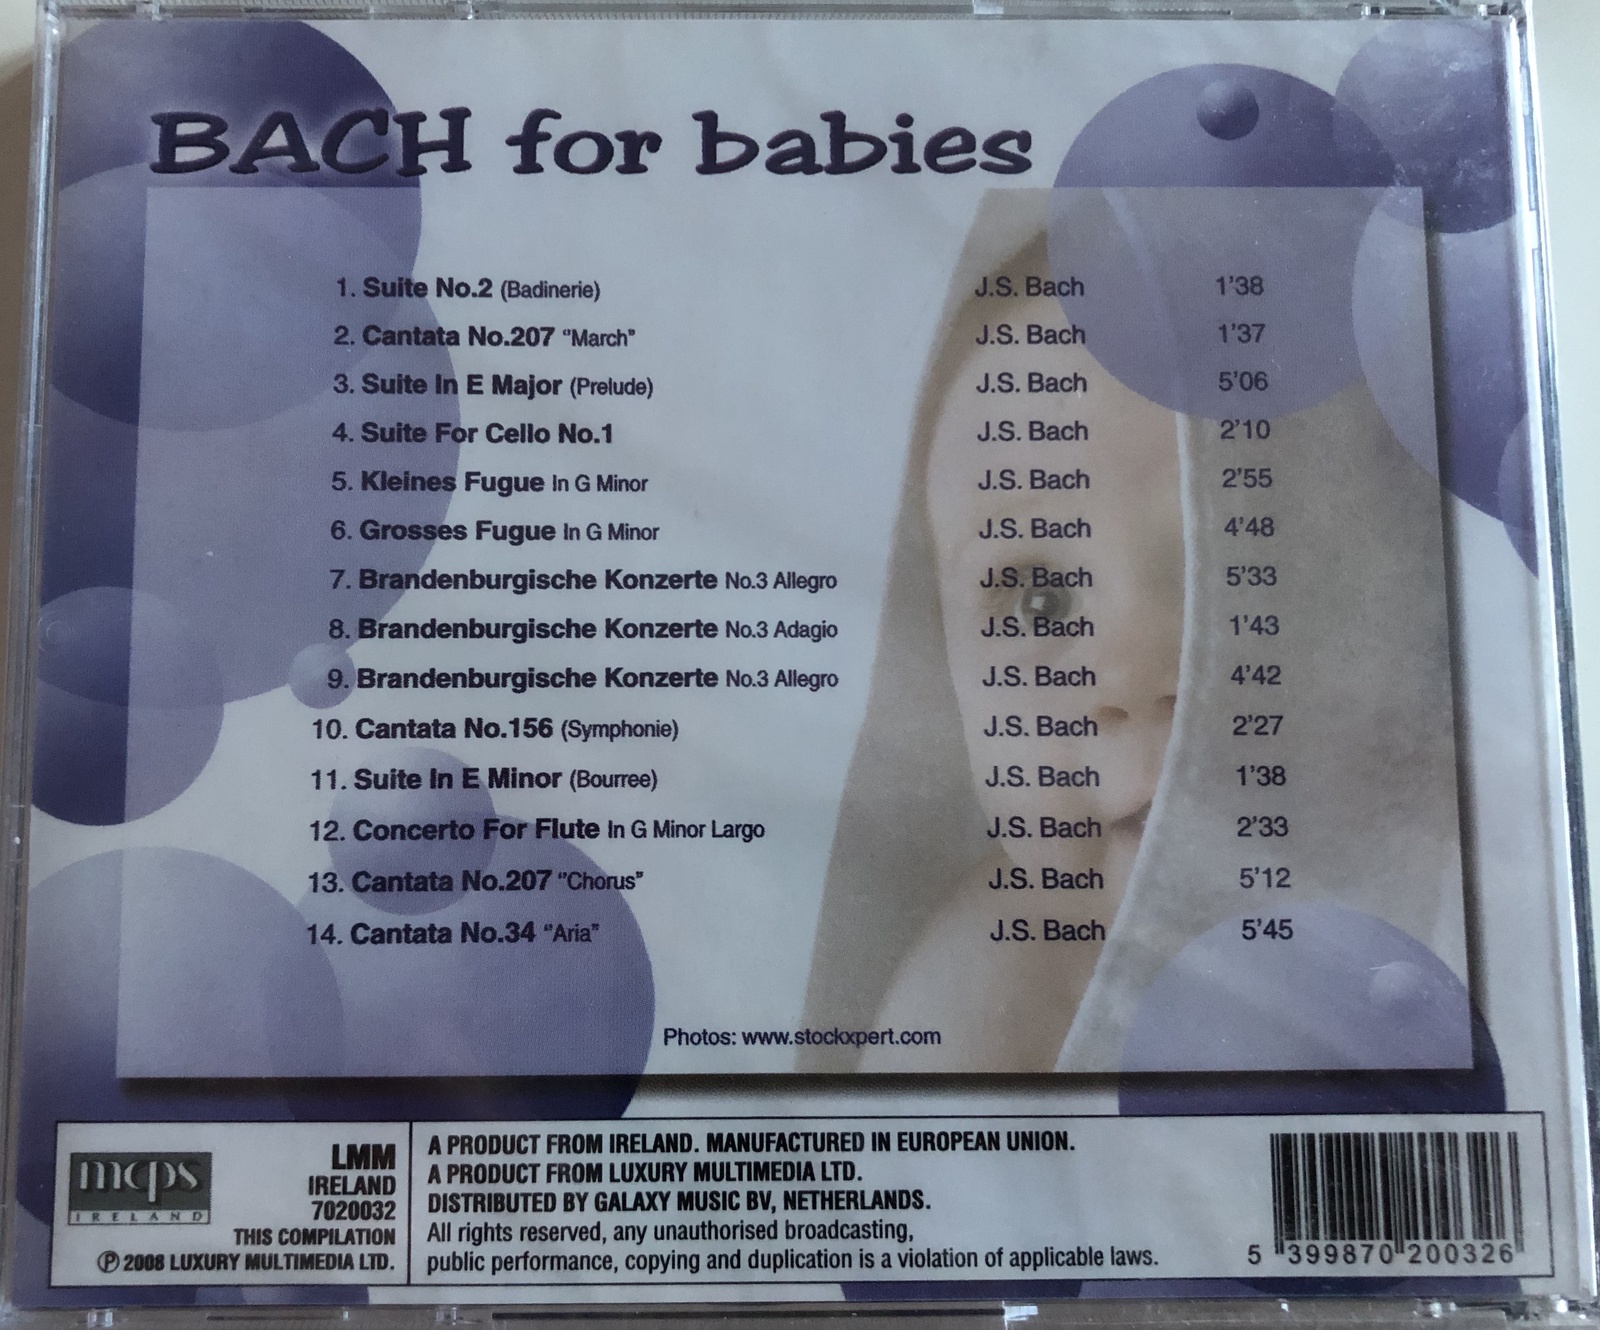 BACH for babies
1. Suite No.2 (Badinerie) J.S. Bach 1'38
2. Cantata No.207 "March" J.S. Bach 1'37
3. Suite In E Major (Prelude) J.S. Bach 5'06
4. Suite For Cello No.1 J.S. Bach 2'10
5. Kleines Fugue In G Minor J.S. Bach 2'55
6. Grosses Fugue In G Minor J.S. Bach 4'48
7. Brandenburgische Konzerte No.3 Allegro J.S. Bach 5'33
8. Brandenburgische Konzerte No.3 Adagio J.S. Bach 1'43
9. Brandenburgische Konzerte No.3 Allegro J.S. Bach 4'42
10. Cantata No.156 (Symphonie) J.S. Bach 2'27
11. Suite In E Minor (Bourree) J.S. Bach 1'38
12. Concerto For Flute In G Minor Largo J.S. Bach 2'33
13. Cantata No.207 "Chorus" J.S. Bach 5'12
14. Cantata No.34 "Aria" J.S. Bach 5'45
Photos: www.stockxpert.com
mcps
IRELAND
LMM
IRELAND
7020032
THIS COMPILATION
℗ 2008 LUXURY MULTIMEDIA LTD.
A PRODUCT FROM IRELAND. MANUFACTURED IN EUROPEAN UNION.
A PRODUCT FROM LUXURY MULTIMEDIA LTD.
DISTRIBUTED BY GALAXY MUSIC BV, NETHERLANDS.
All rights reserved, any unauthorised broadcasting,
public performance, copying and duplication is a violation of applicable laws.
5 399870 200326